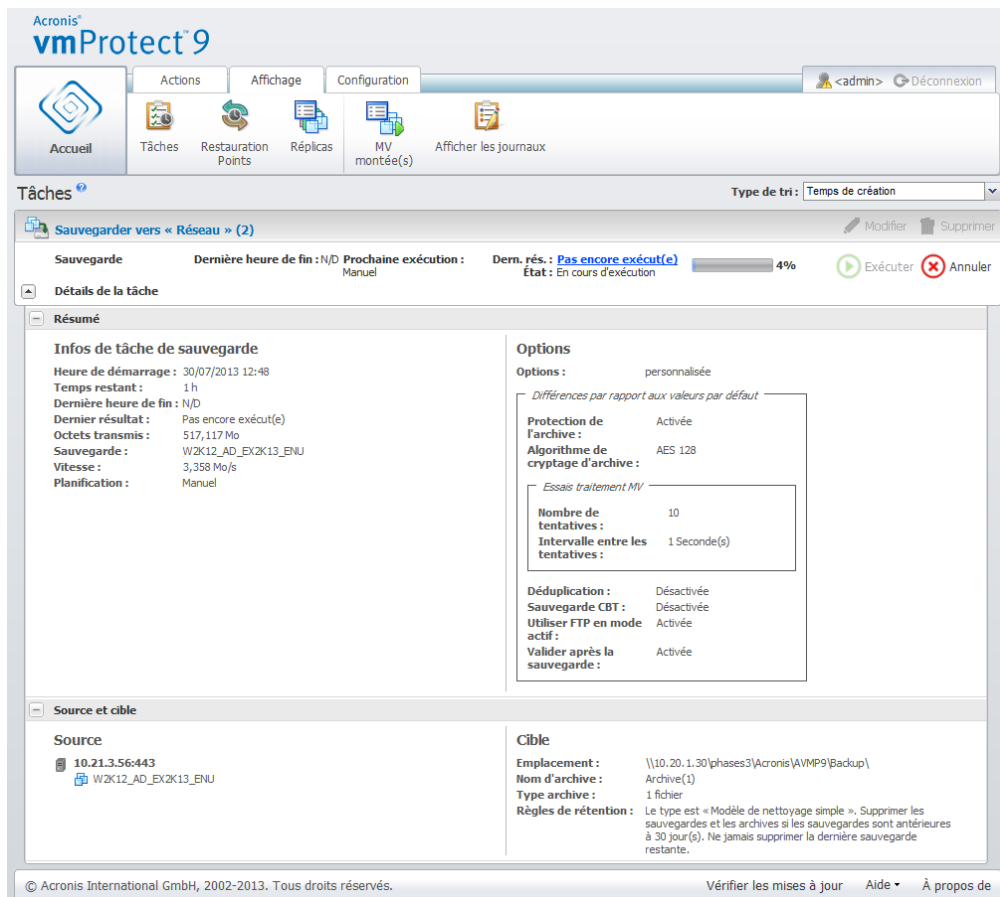 Acronis®
vmProtect™ 9
Actions
Affichage
Configuration
<admin>
Déconnexion
Accueil
Tâches
Restauration
Points
Réplicas
MV
montée(s)
Afficher les journaux
Tâches
Type de tri :
Temps de création
Sauvegarder vers « Réseau » (2)
Modifier
Supprimer
Sauvegarde
Dernière heure de fin : N/D
Prochaine exécution :
Manuel
Dern. rés. : Pas encore exécut(e)
État : En cours d'exécution
4%
Exécuter
Annuler
Détails de la tâche
Résumé
Infos de tâche de sauvegarde
Heure de démarrage : 30/07/2013 12:48
Temps restant : 1 h
Dernière heure de fin : N/D
Dernier résultat : Pas encore exécut(e)
Octets transmis : 517,117 Mo
Sauvegarde : W2K12_AD_EX2K13_ENU
Vitesse : 3,358 Mo/s
Planification : Manuel
Options
Options : personnalisée
Différences par rapport aux valeurs par défaut
Protection de Activée
l'archive :
Algorithme de AES 128
cryptage d'archive :
Essais traitement MV
Nombre de 10
tentatives :
Intervalle entre les 1 Seconde(s)
tentatives :
Déduplication : Désactivée
Sauvegarde CBT : Désactivée
Utiliser FTP en mode Activée
actif :
Valider après la Activée
sauvegarde :
Source et cible
Source
10.21.3.56:443
W2K12_AD_EX2K13_ENU
Cible
Emplacement : \\10.20.1.30\phases3\Acronis\AVMP9\Backup\
Nom d'archive : Archive(1)
Type archive : 1 fichier
Règles de rétention : Le type est « Modèle de nettoyage simple ». Supprimer les
sauvegardes et les archives si les sauvegardes sont antérieures
à 30 jour(s). Ne jamais supprimer la dernière sauvegarde
restante.
© Acronis International GmbH, 2002-2013. Tous droits réservés.
Vérifier les mises à jour
Aide
À propos de